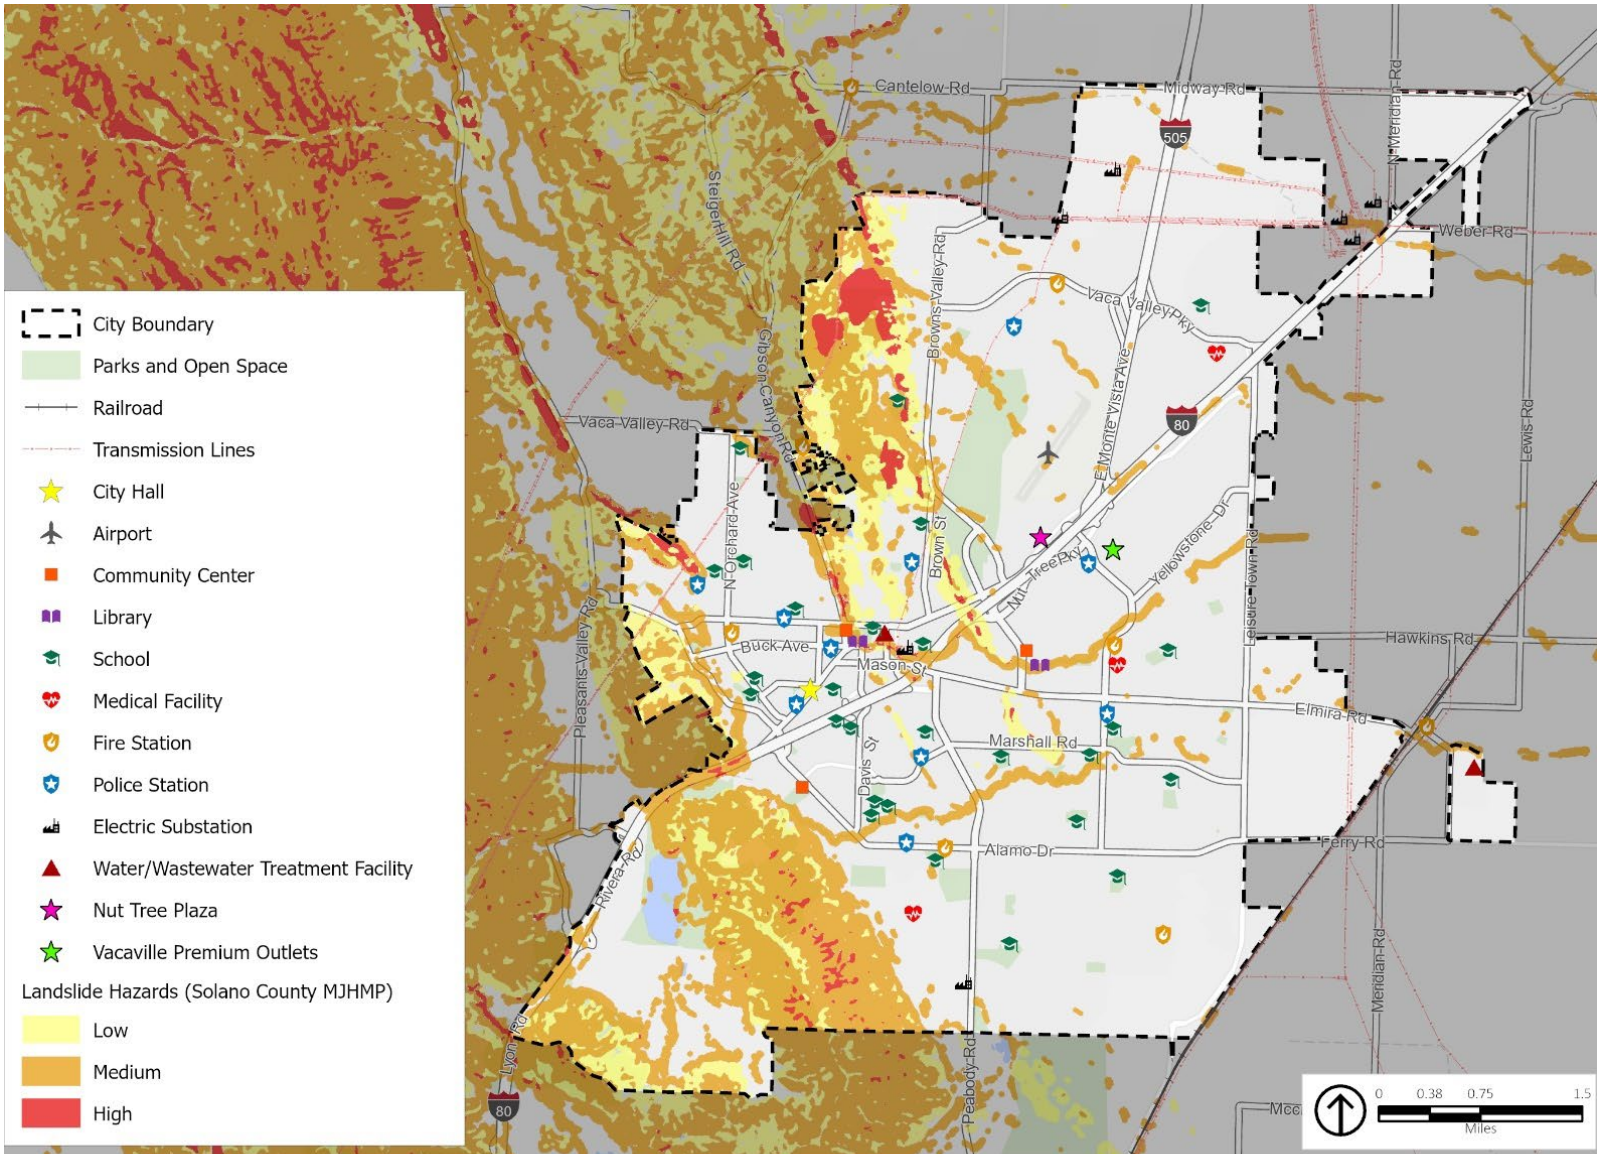 Cantelow Rd
Midway Rd
N Meridian Rd
505
Steiger Hill Rd
Weber Rd
Browns Valley Rd
Vaca Valley Pky
Gibson Canyon Rd
E Monte Vista Ave
80
Lewis Rd
Vaca Valley Rd
N Orchard Ave
Brown St
Nut Tree Pky
Yellowstone Dr
Leisure Town Rd
Pleasants Valley Rd
Buck Ave
Mason St
Hawkins Rd
Elmira Rd
Marshall Rd
Davis St
Alamo Dr
Ferry Rd
Rivera Rd
Meridian Rd
Lyon Rd
Peabody Rd
80
City Boundary
Parks and Open Space
Railroad
Transmission Lines
City Hall
Airport
Community Center
Library
School
Medical Facility
Fire Station
Police Station
Electric Substation
Water/Wastewater Treatment Facility
Nut Tree Plaza
Vacaville Premium Outlets
Landslide Hazards (Solano County MJHMP)
Low
Medium
High
0 0.38 0.75 1.5
Miles